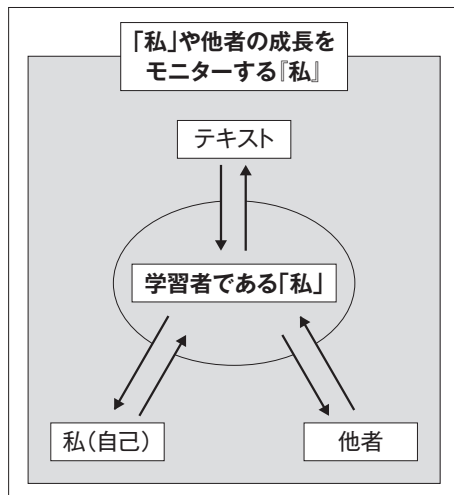 「私」や他者の成長を
モニターする『私』
テキスト
学習者である「私」
私(自己)
他者